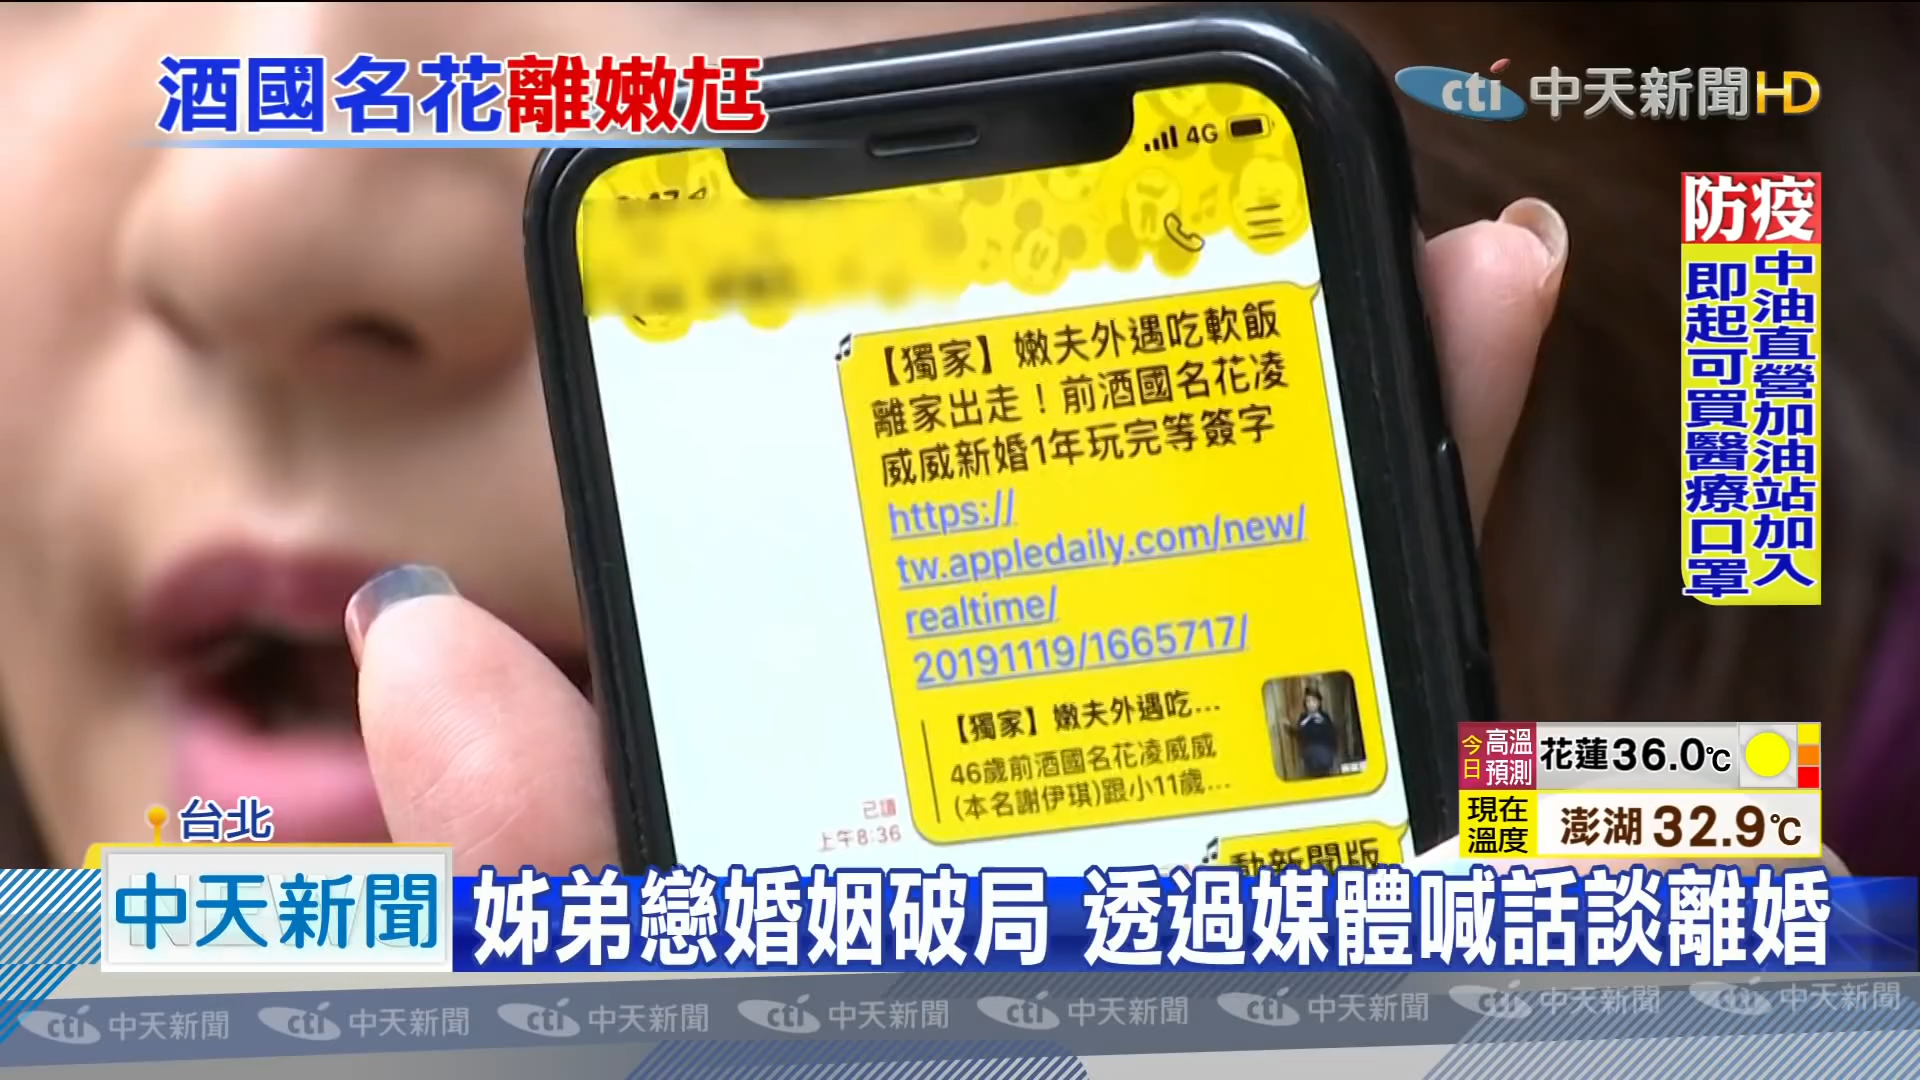 酒國名花離嫩尪
cti 中天新聞HD
防疫
中油直營加油站加入
即起可買醫療口罩
4G
【獨家】嫩夫外遇吃軟飯
離家出走！前酒國名花凌
威威新婚1年玩完等簽字
https://
tw.appledaily.com/new/
realtime/
20191119/1665717/
【獨家】嫩夫外遇吃...
46歲前酒國名花凌威威
(本名謝伊琪)跟小11歲...
已讀
上午8:36
動新聞版
今日高溫預測 花蓮36.0℃
現在溫度 澎湖32.9℃
台北
中天新聞
姊弟戀婚姻破局 透過媒體喊話談離婚
cti 中天新聞 cti 中天新聞 cti 中天新聞 cti 中天新聞 cti 中天新聞 cti 中天新聞 cti 中天新聞 cti 中天新聞